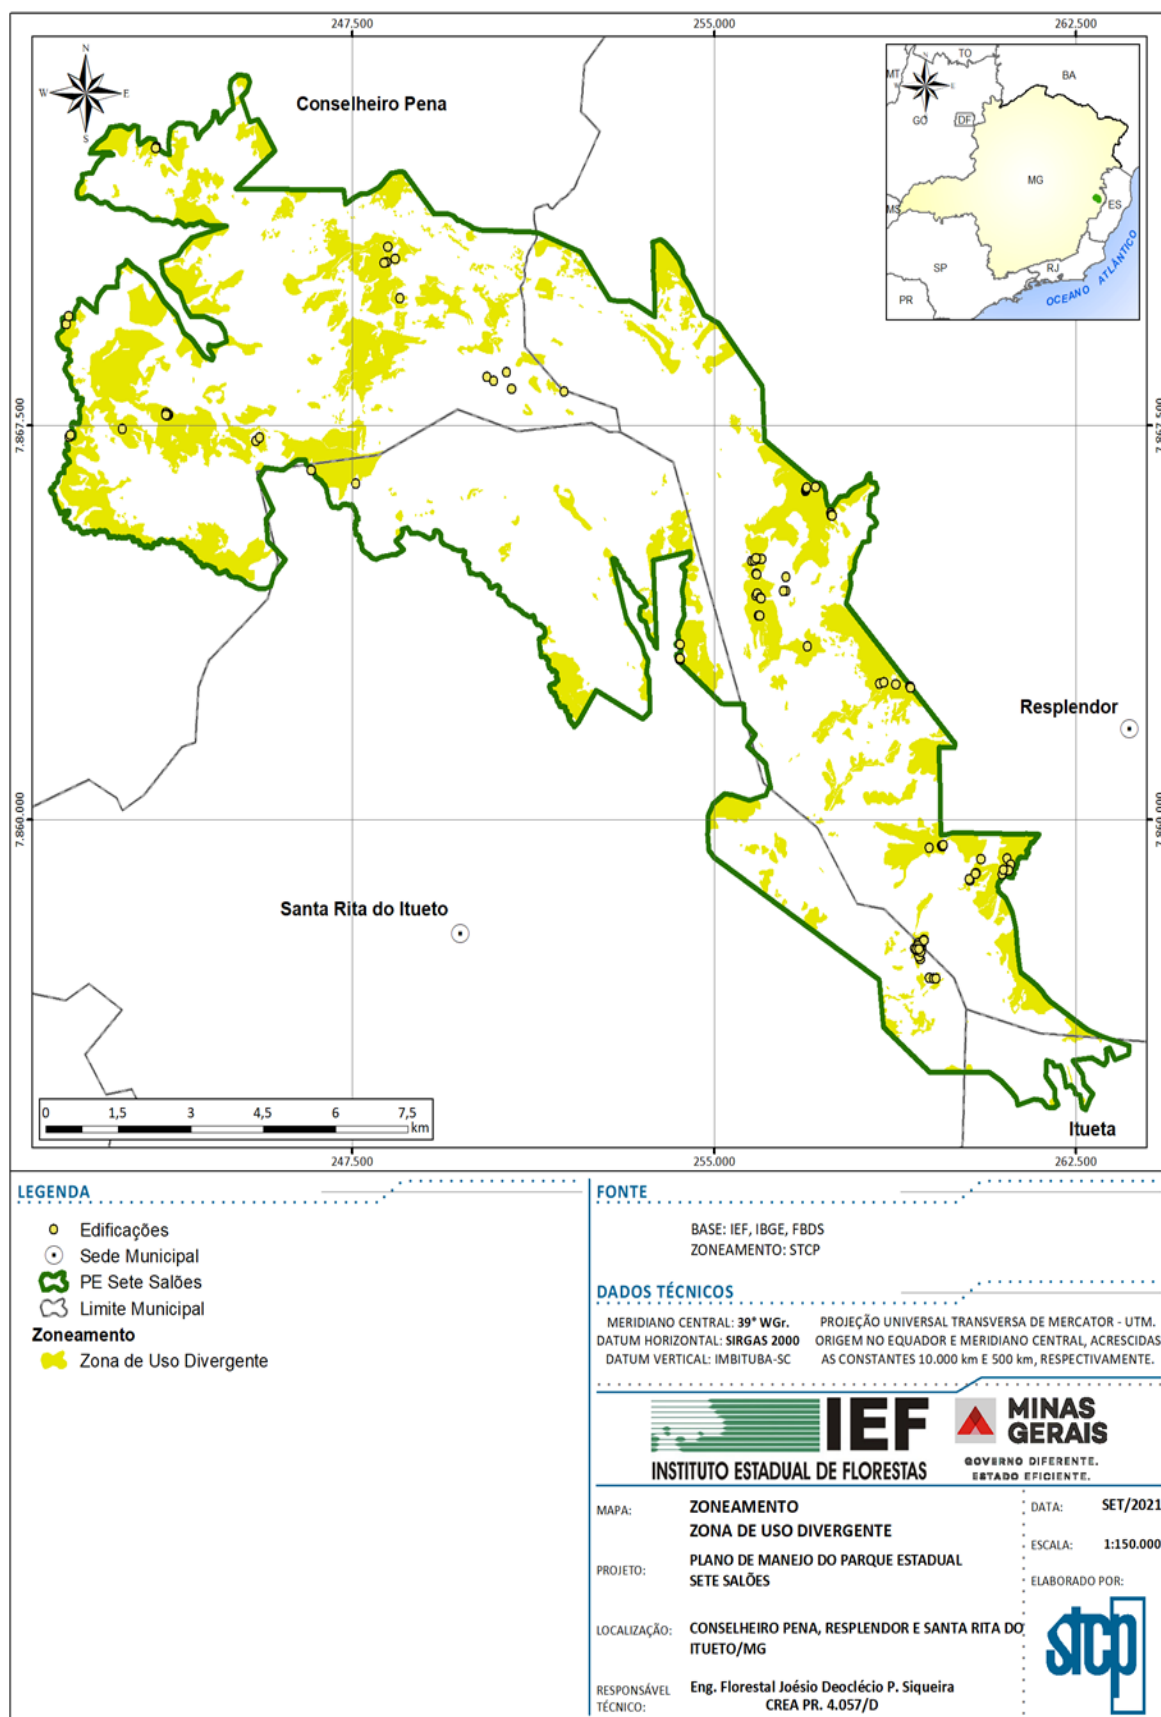 247.500
255.000
262.500
N
W
E
S
Conselheiro Pena
N
TO
BA
MT
GO
DF
MG
MS
ES
SP
RJ
PR
OCEANO ATLÂNTICO
7.867.500
7.867.500
Resplendor
7.860.000
7.860.000
Santa Rita do Itueto
0 1,5 3 4,5 6 7,5
km
Itueta
247.500
255.000
262.500
LEGENDA
Edificações
Sede Municipal
PE Sete Salões
Limite Municipal
Zoneamento
Zona de Uso Divergente
FONTE
BASE: IEF, IBGE, FBDS
ZONEAMENTO: STCP
DADOS TÉCNICOS
MERIDIANO CENTRAL: 39° WGr.
DATUM HORIZONTAL: SIRGAS 2000
DATUM VERTICAL: IMBITUBA-SC
PROJEÇÃO UNIVERSAL TRANSVERSA DE MERCATOR - UTM.
ORIGEM NO EQUADOR E MERIDIANO CENTRAL, ACRESCIDAS
AS CONSTANTES 10.000 km E 500 km, RESPECTIVAMENTE.
IEF
INSTITUTO ESTADUAL DE FLORESTAS
MINAS
GERAIS
GOVERNO DIFERENTE.
ESTADO EFICIENTE.
MAPA: ZONEAMENTO
ZONA DE USO DIVERGENTE
DATA: SET/2021
ESCALA: 1:150.000
PROJETO: PLANO DE MANEJO DO PARQUE ESTADUAL
SETE SALÕES
ELABORADO POR:
stcp
LOCALIZAÇÃO: CONSELHEIRO PENA, RESPLENDOR E SANTA RITA DO
ITUETO/MG
RESPONSÁVEL
TÉCNICO:
Eng. Florestal Joésio Deoclécio P. Siqueira
CREA PR. 4.057/D